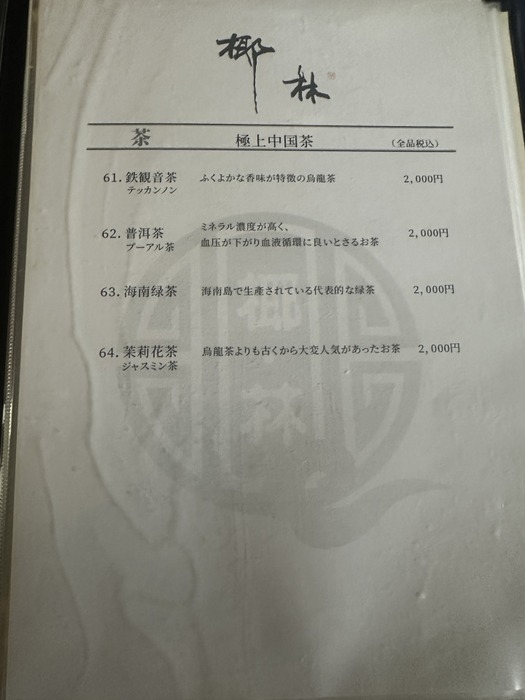 椰林
茶 極上中国茶 （全品税込）
61. 鉄観音茶 ふくよかな香味が特徴の烏龍茶 2,000円
テッカンノン
ミネラル濃度が高く、
62. 普洱茶 2,000円
プーアル茶 血圧が下がり血液循環に良いとさるお茶
63. 海南绿茶 海南島で生産されている代表的な緑茶 2,000円
64. 茉莉花茶 烏龍茶よりも古くから大変人気があったお茶 2,000円
ジャスミン茶
椰
林